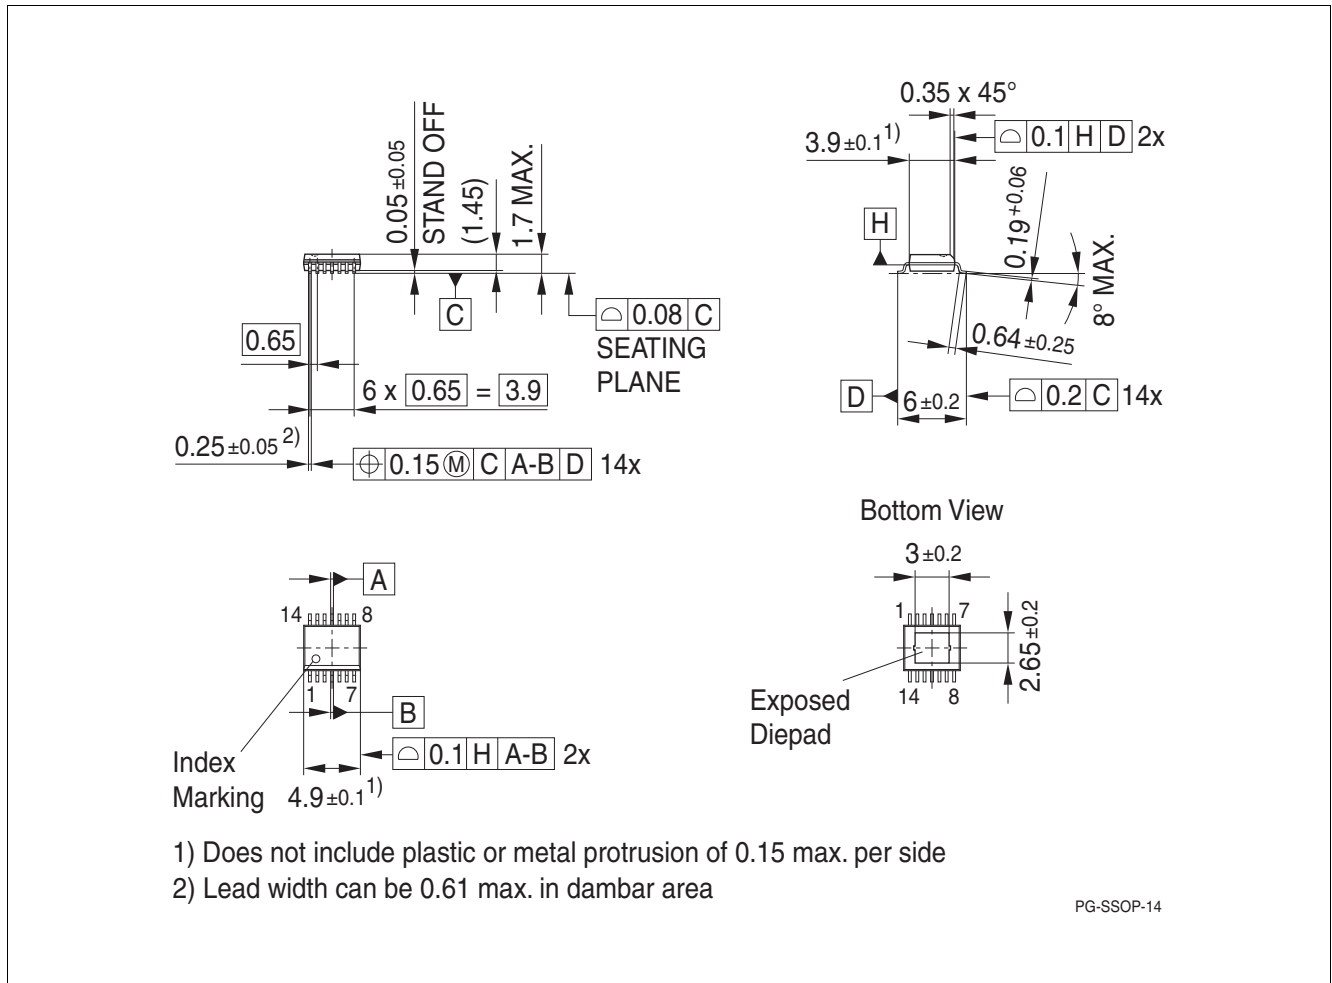 0.05 ±0.05
STAND OFF
(1.45)
1.7 MAX.
C
0.08 C
SEATING
PLANE
0.65
6 x 0.65 = 3.9
0.25 ±0.05 2)
0.15 Ⓜ C A-B D 14x
0.35 x 45°
3.9 ±0.1 1)
0.1 H D 2x
H
0.19 +0.06
8° MAX.
0.64 ±0.25
D
6 ±0.2
0.2 C 14x
A
14 8
1 7
B
0.1 H A-B 2x
Index
Marking
4.9 ±0.1 1)
Bottom View
3 ±0.2
1 7
2.65 ±0.2
14 8
Exposed
Diepad
1) Does not include plastic or metal protrusion of 0.15 max. per side
2) Lead width can be 0.61 max. in dambar area
PG-SSOP-14